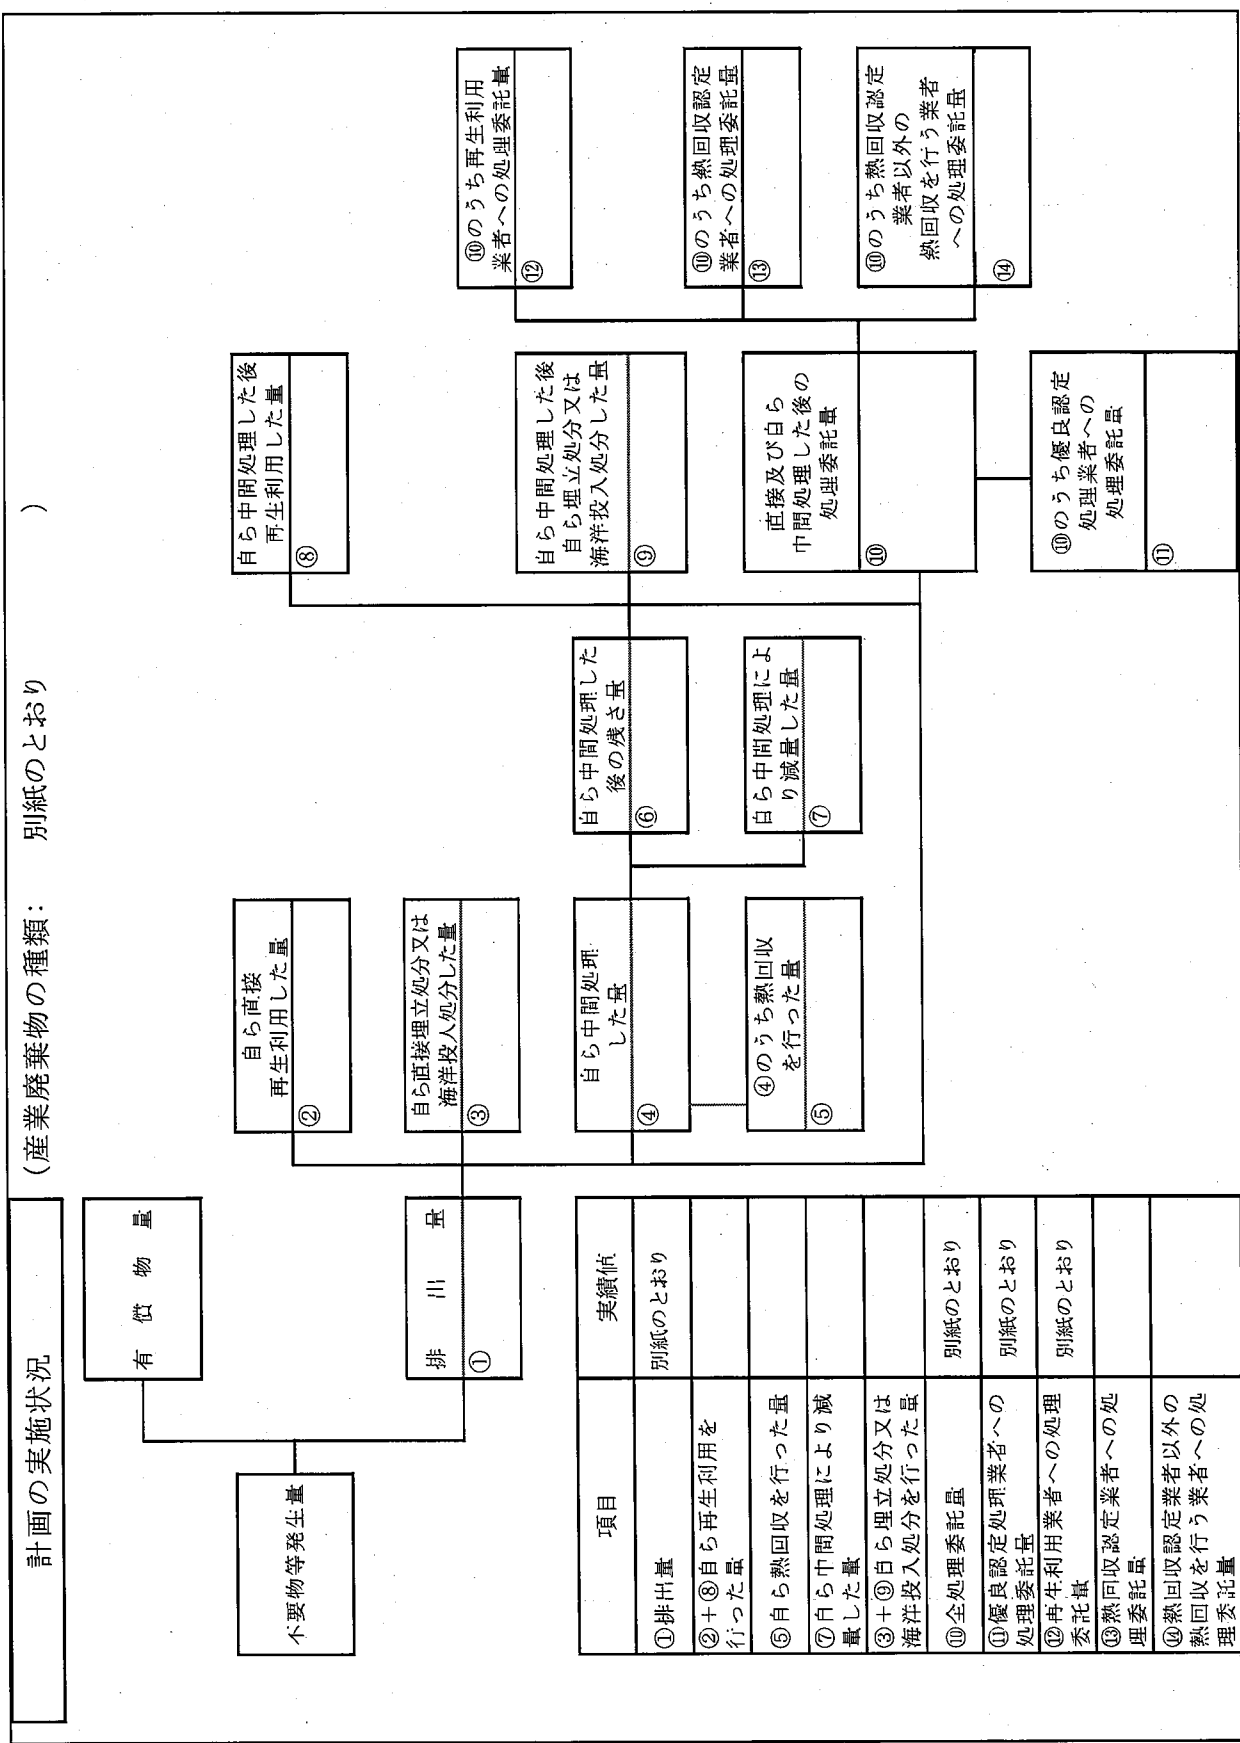 計画の実施状況
(産業廃棄物の種類： 別紙のとおり )
不要物等発生量
有償物量
排出量
①
自ら直接
再生利用した量
②
自ら直接埋立処分又は
海洋投入処分した量
③
自ら中間処理
した量
④
④のうち熱回収
を行った量
⑤
自ら中間処理した
後の残さ量
⑥
自ら中間処理によ
り減量した量
⑦
自ら中間処理した後
再生利用した量
⑧
自ら中間処理した後
自ら埋立処分又は
海洋投入処分した量
⑨
直接及び自ら
中間処理した後の
処理委託量
⑩
⑩のうち優良認定
処理業者への
処理委託量
⑪
⑩のうち再生利用
業者への処理委託量
⑫
⑩のうち熱回収認定
業者への処理委託量
⑬
⑩のうち熱回収認定
業者以外の
熱回収を行う業者
への処理委託量
⑭
項目 実績値
①排出量 別紙のとおり
②＋⑧自ら再生利用を
行った量
⑤自ら熱回収を行った量
⑦自ら中間処理により減
量した量
③＋⑨自ら埋立処分又は
海洋投入処分を行った量
⑩全処理委託量 別紙のとおり
⑪優良認定処理業者への
処理委託量 別紙のとおり
⑫再生利用業者への処理
委託量 別紙のとおり
⑬熱回収認定業者への処
理委託量
⑭熱回収認定業者以外の
熱回収を行う業者への処
理委託量